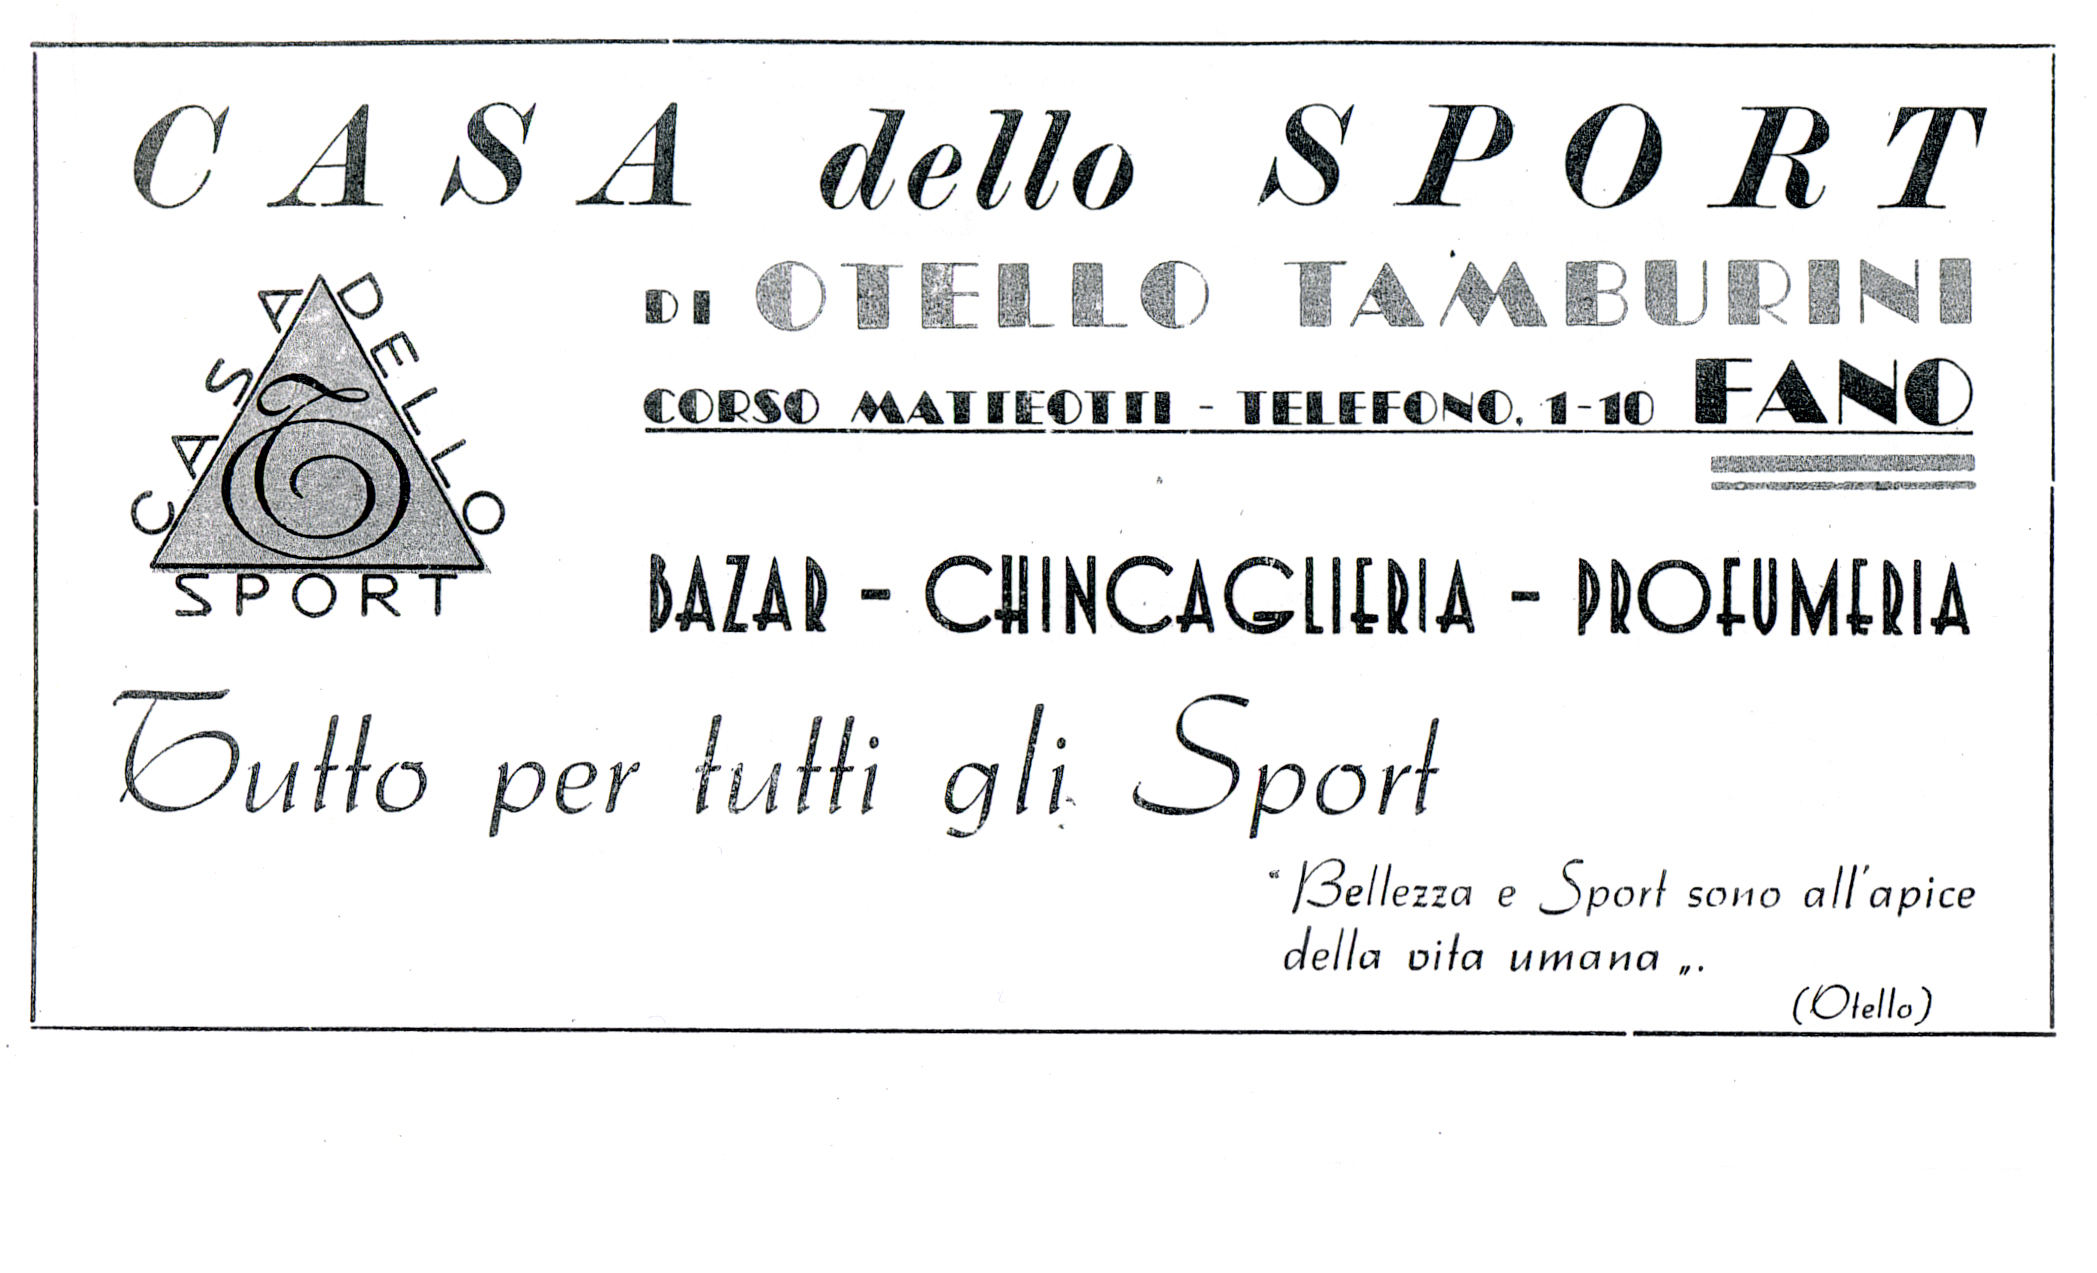 CASA dello SPORT
DI OTELLO TAMBURINI
CORSO MATTEOTTI - TELEFONO, 1-10 FANO
CASA DELLO
SPORT
BAZAR - CHINCAGLIERIA - PROFUMERIA
Tutto per tutti gli Sport
“Bellezza e Sport sono all'apice
della vita umana „.
(Otello)